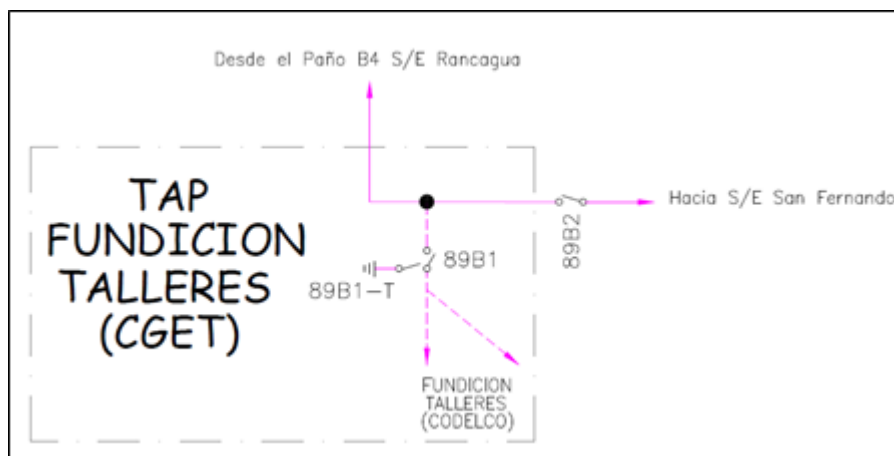 Desde el Paño B4 S/E Rancagua
TAP
FUNDICION
TALLERES
(CGET)
Hacia S/E San Fernando
89B2
89B1
89B1-T
FUNDICION
TALLERES
(CODELCO)